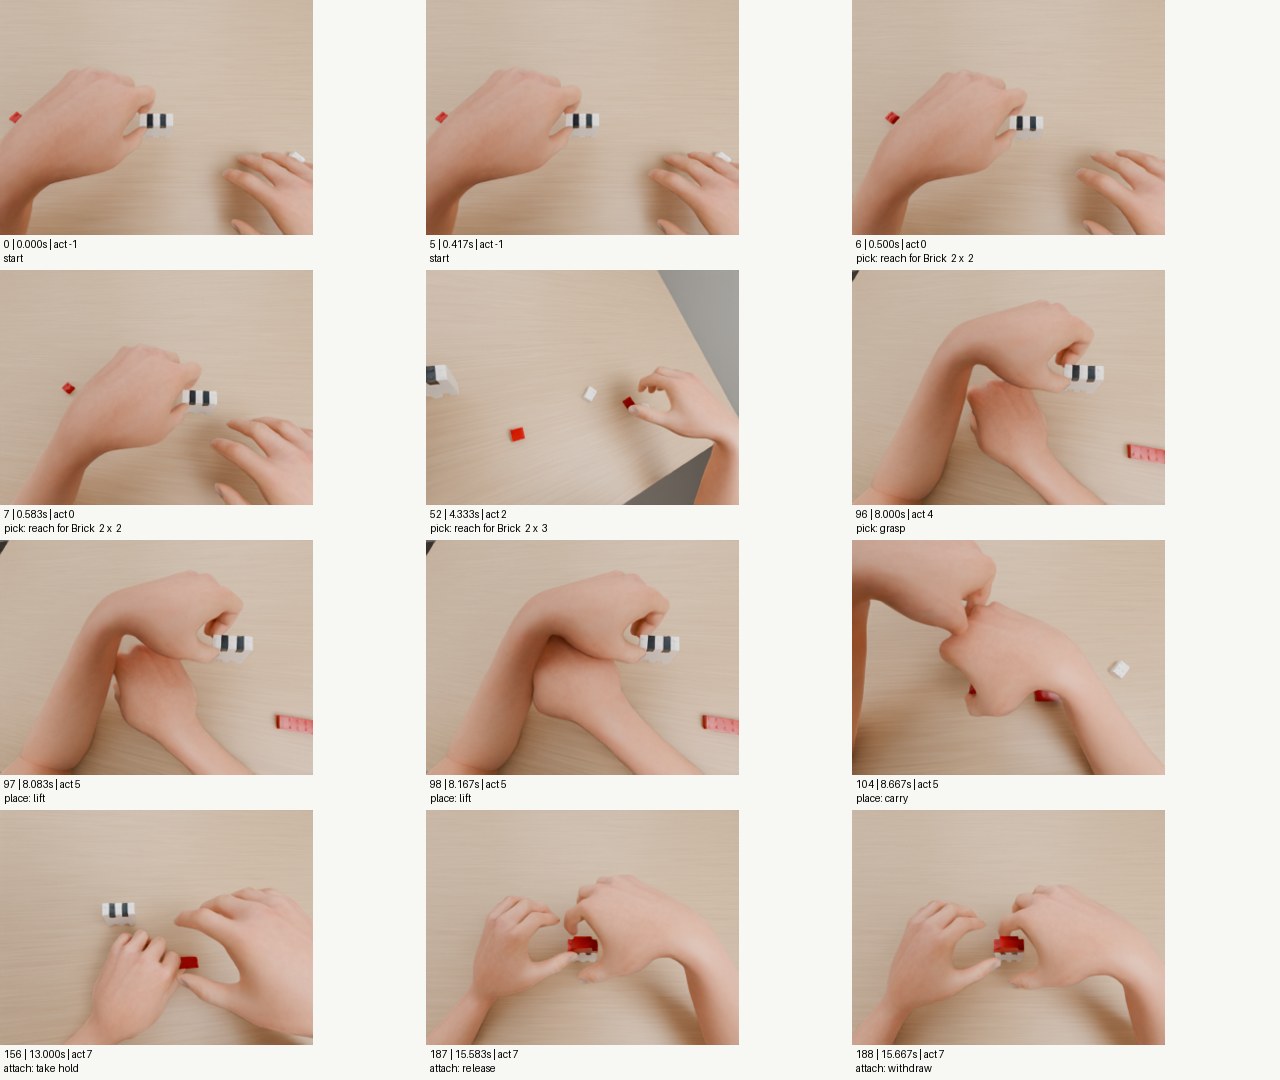 0 | 0.000s | act -1
start
5 | 0.417s | act -1
start
6 | 0.500s | act 0
pick: reach for Brick 2 x 2
7 | 0.583s | act 0
pick: reach for Brick 2 x 2
52 | 4.333s | act 2
pick: reach for Brick 2 x 3
96 | 8.000s | act 4
pick: grasp
97 | 8.083s | act 5
place: lift
98 | 8.167s | act 5
place: lift
104 | 8.667s | act 5
place: carry
156 | 13.000s | act 7
attach: take hold
187 | 15.583s | act 7
attach: release
188 | 15.667s | act 7
attach: withdraw